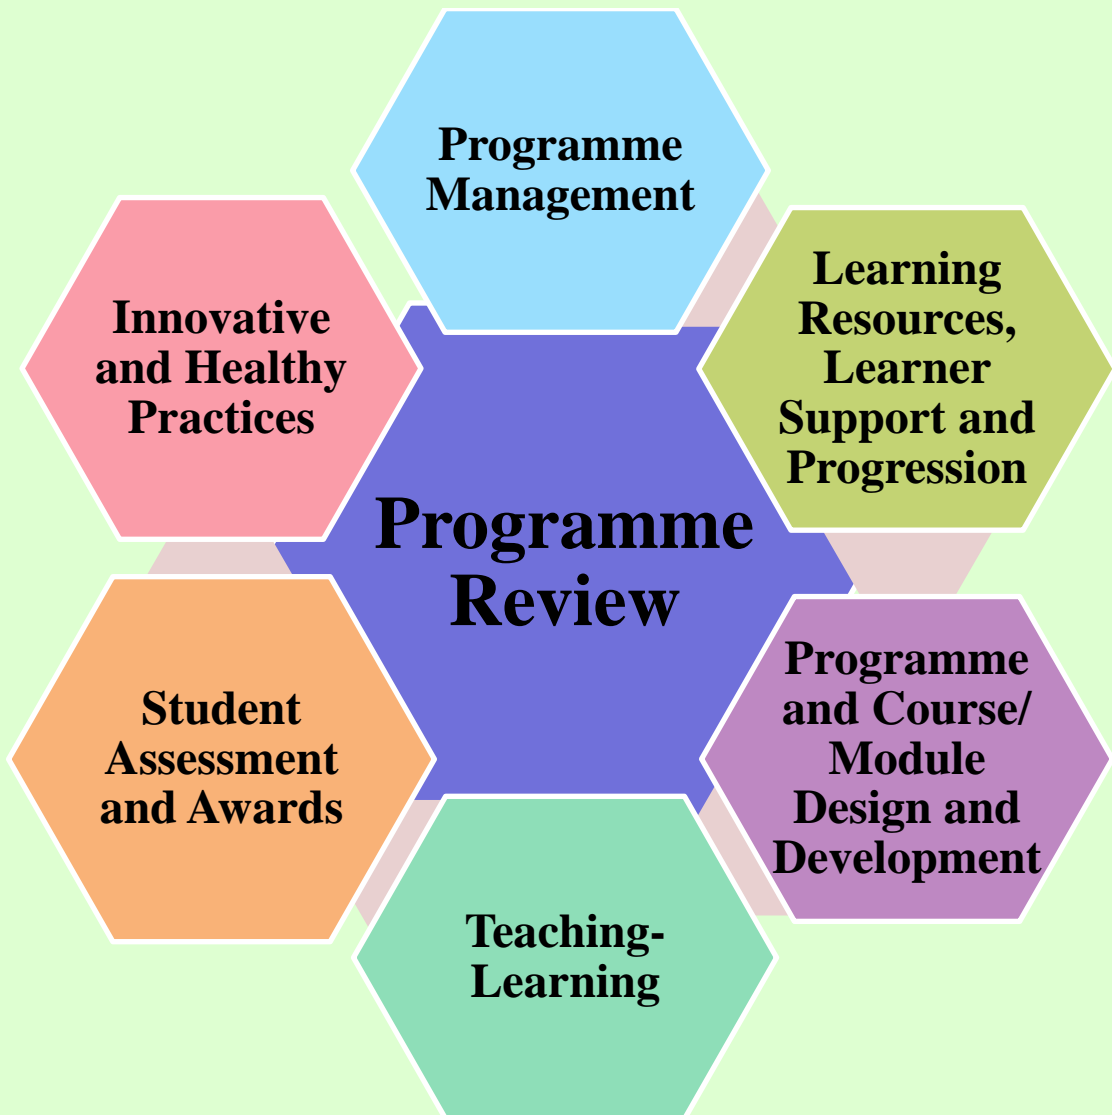 Programme
Management
Learning
Resources,
Learner
Support and
Progression
Programme
and Course/
Module
Design and
Development
Teaching-
Learning
Student
Assessment
and Awards
Innovative
and Healthy
Practices
Programme
Review